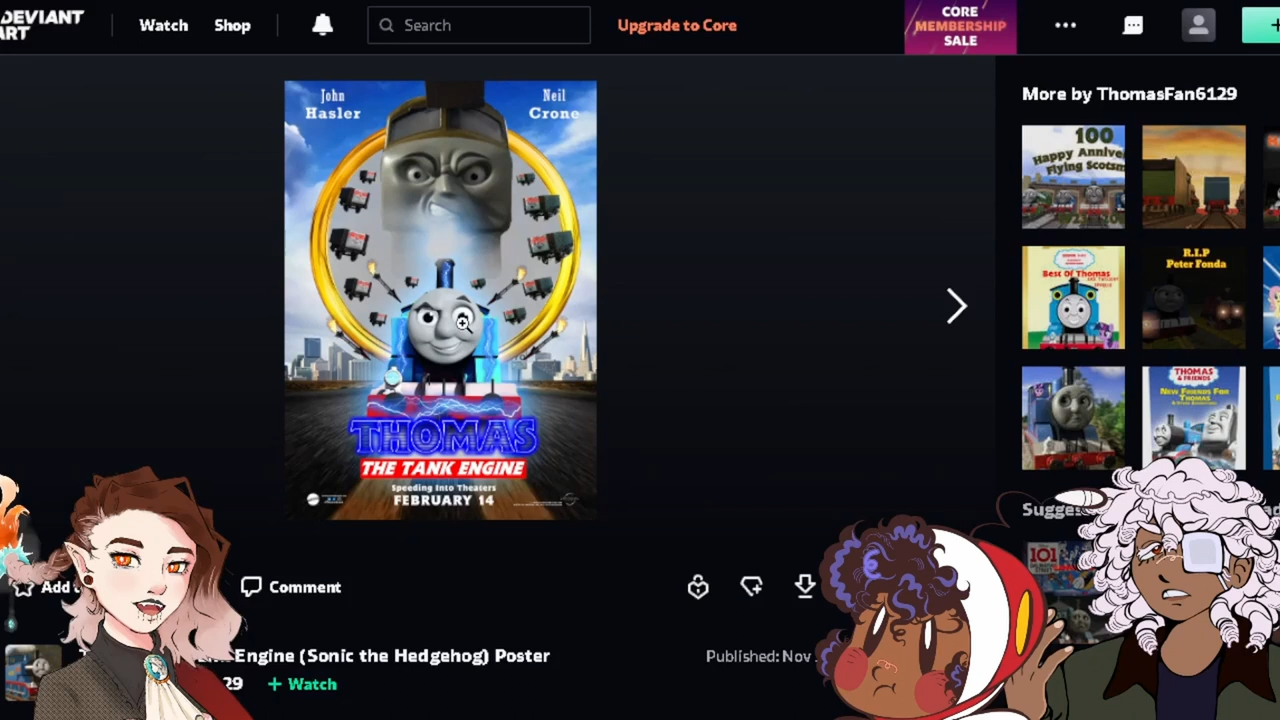 DEVIANT
ART
Watch
Shop
Search
Upgrade to Core
CORE
MEMBERSHIP
SALE
John
Hasler
Neil
Crone
THOMAS
THE TANK ENGINE
Speeding Into Theaters
FEBRUARY 14
More by ThomasFan6129
100
Happy Annive
Flying Scotsm
Best Of Thomas
R.I.P
Peter Fonda
THOMAS
& FRIENDS
NEW FRIENDS FOR
THOMAS
Sugges
101
Add
Comment
Engine (Sonic the Hedgehog) Poster
29
+ Watch
Published: Nov